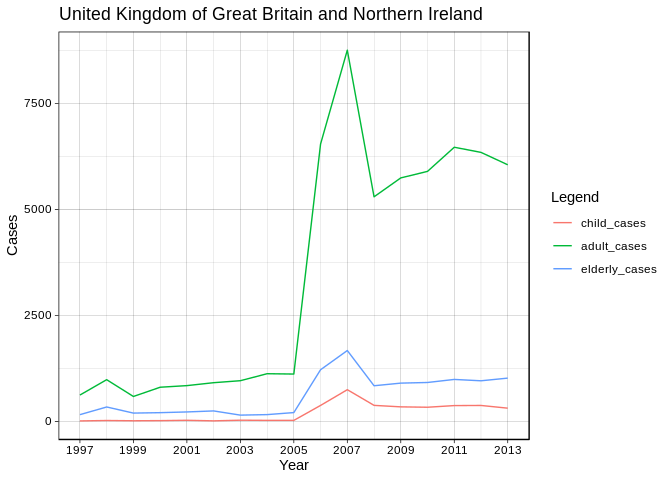 United Kingdom of Great Britain and Northern Ireland
7500
5000
2500
0
Cases
1997
1999
2001
2003
2005
2007
2009
2011
2013
Year
Legend
child_cases
adult_cases
elderly_cases